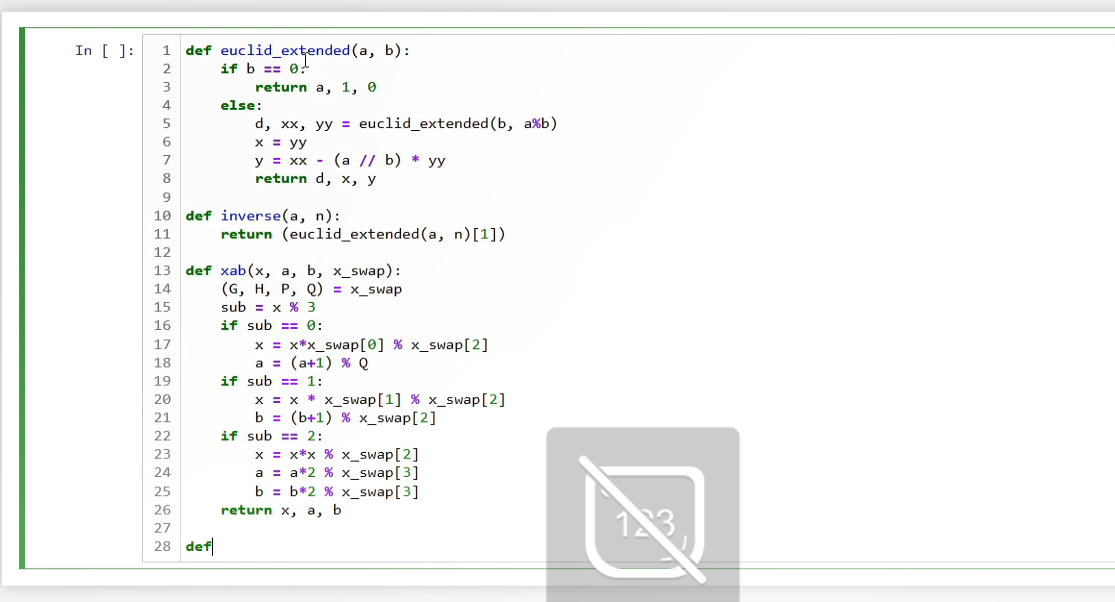 In [ ]:
1 def euclid_extended(a, b):
2     if b == 0:
3         return a, 1, 0
4     else:
5         d, xx, yy = euclid_extended(b, a%b)
6         x = yy
7         y = xx - (a // b) * yy
8         return d, x, y
9
10 def inverse(a, n):
11     return (euclid_extended(a, n)[1])
12
13 def xab(x, a, b, x_swap):
14     (G, H, P, Q) = x_swap
15     sub = x % 3
16     if sub == 0:
17         x = x*x_swap[0] % x_swap[2]
18         a = (a+1) % Q
19     if sub == 1:
20         x = x * x_swap[1] % x_swap[2]
21         b = (b+1) % x_swap[2]
22     if sub == 2:
23         x = x*x % x_swap[2]
24         a = a*2 % x_swap[3]
25         b = b*2 % x_swap[3]
26     return x, a, b
27
28 def
123